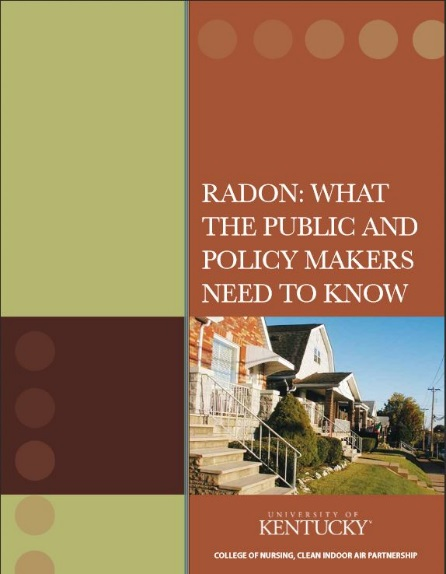 RADON: WHAT
THE PUBLIC AND
POLICY MAKERS
NEED TO KNOW
UNIVERSITY OF
KENTUCKY
COLLEGE OF NURSING, CLEAN INDOOR AIR PARTNERSHIP